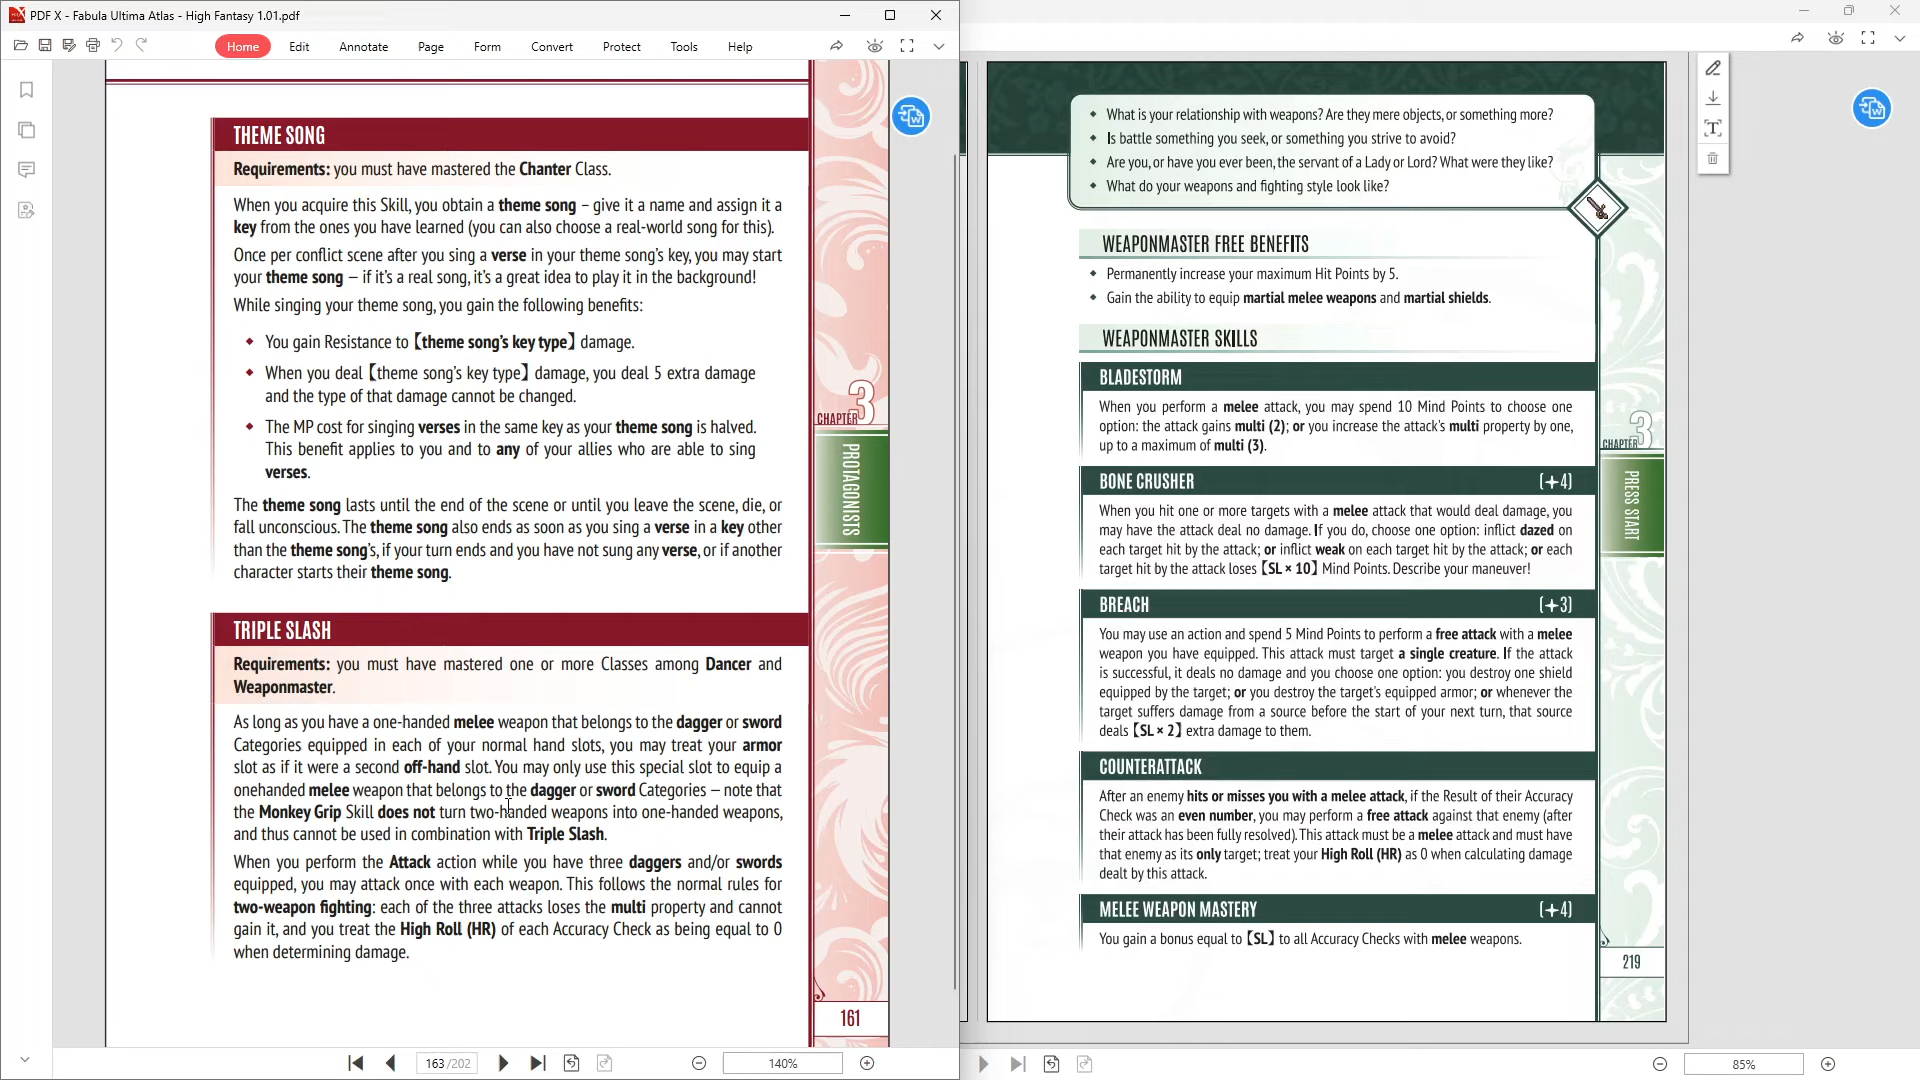 PDF X - Fabula Ultima Atlas - High Fantasy 1.01.pdf
Home Edit Annotate Page Form Convert Protect Tools Help
THEME SONG
Requirements: you must have mastered the Chanter Class.
When you acquire this Skill, you obtain a theme song – give it a name and assign it a
key from the ones you have learned (you can also choose a real-world song for this).
Once per conflict scene after you sing a verse in your theme song's key, you may start
your theme song – if it's a real song, it's a great idea to play it in the background!
While singing your theme song, you gain the following benefits:
You gain Resistance to 【theme song's key type】 damage.
When you deal 【theme song's key type】 damage, you deal 5 extra damage
and the type of that damage cannot be changed.
The MP cost for singing verses in the same key as your theme song is halved.
This benefit applies to you and to any of your allies who are able to sing
verses.
The theme song lasts until the end of the scene or until you leave the scene, die, or
fall unconscious. The theme song also ends as soon as you sing a verse in a key other
than the theme song's, if your turn ends and you have not sung any verse, or if another
character starts their theme song.
TRIPLE SLASH
Requirements: you must have mastered one or more Classes among Dancer and
Weaponmaster.
As long as you have a one-handed melee weapon that belongs to the dagger or sword
Categories equipped in each of your normal hand slots, you may treat your armor
slot as if it were a second off-hand slot. You may only use this special slot to equip a
onehanded melee weapon that belongs to the dagger or sword Categories – note that
the Monkey Grip Skill does not turn two-handed weapons into one-handed weapons,
and thus cannot be used in combination with Triple Slash.
When you perform the Attack action while you have three daggers and/or swords
equipped, you may attack once with each weapon. This follows the normal rules for
two-weapon fighting: each of the three attacks loses the multi property and cannot
gain it, and you treat the High Roll (HR) of each Accuracy Check as being equal to 0
when determining damage.
CHAPTER 3
PROTAGONISTS
161
163 /202
140%
What is your relationship with weapons? Are they mere objects, or something more?
Is battle something you seek, or something you strive to avoid?
Are you, or have you ever been, the servant of a Lady or Lord? What were they like?
What do your weapons and fighting style look like?
WEAPONMASTER FREE BENEFITS
Permanently increase your maximum Hit Points by 5.
Gain the ability to equip martial melee weapons and martial shields.
WEAPONMASTER SKILLS
BLADESTORM
When you perform a melee attack, you may spend 10 Mind Points to choose one
option: the attack gains multi (2); or you increase the attack's multi property by one,
up to a maximum of multi (3).
BONE CRUSHER (✦4)
When you hit one or more targets with a melee attack that would deal damage, you
may have the attack deal no damage. If you do, choose one option: inflict dazed on
each target hit by the attack; or inflict weak on each target hit by the attack; or each
target hit by the attack loses 【SL × 10】 Mind Points. Describe your maneuver!
BREACH (✦3)
You may use an action and spend 5 Mind Points to perform a free attack with a melee
weapon you have equipped. This attack must target a single creature. If the attack
is successful, it deals no damage and you choose one option: you destroy one shield
equipped by the target; or you destroy the target's equipped armor; or whenever the
target suffers damage from a source before the start of your next turn, that source
deals 【SL × 2】 extra damage to them.
COUNTERATTACK
After an enemy hits or misses you with a melee attack, if the Result of their Accuracy
Check was an even number, you may perform a free attack against that enemy (after
their attack has been fully resolved). This attack must be a melee attack and must have
that enemy as its only target; treat your High Roll (HR) as 0 when calculating damage
dealt by this attack.
MELEE WEAPON MASTERY (✦4)
You gain a bonus equal to 【SL】 to all Accuracy Checks with melee weapons.
CHAPTER 3
PRESS START
219
85%